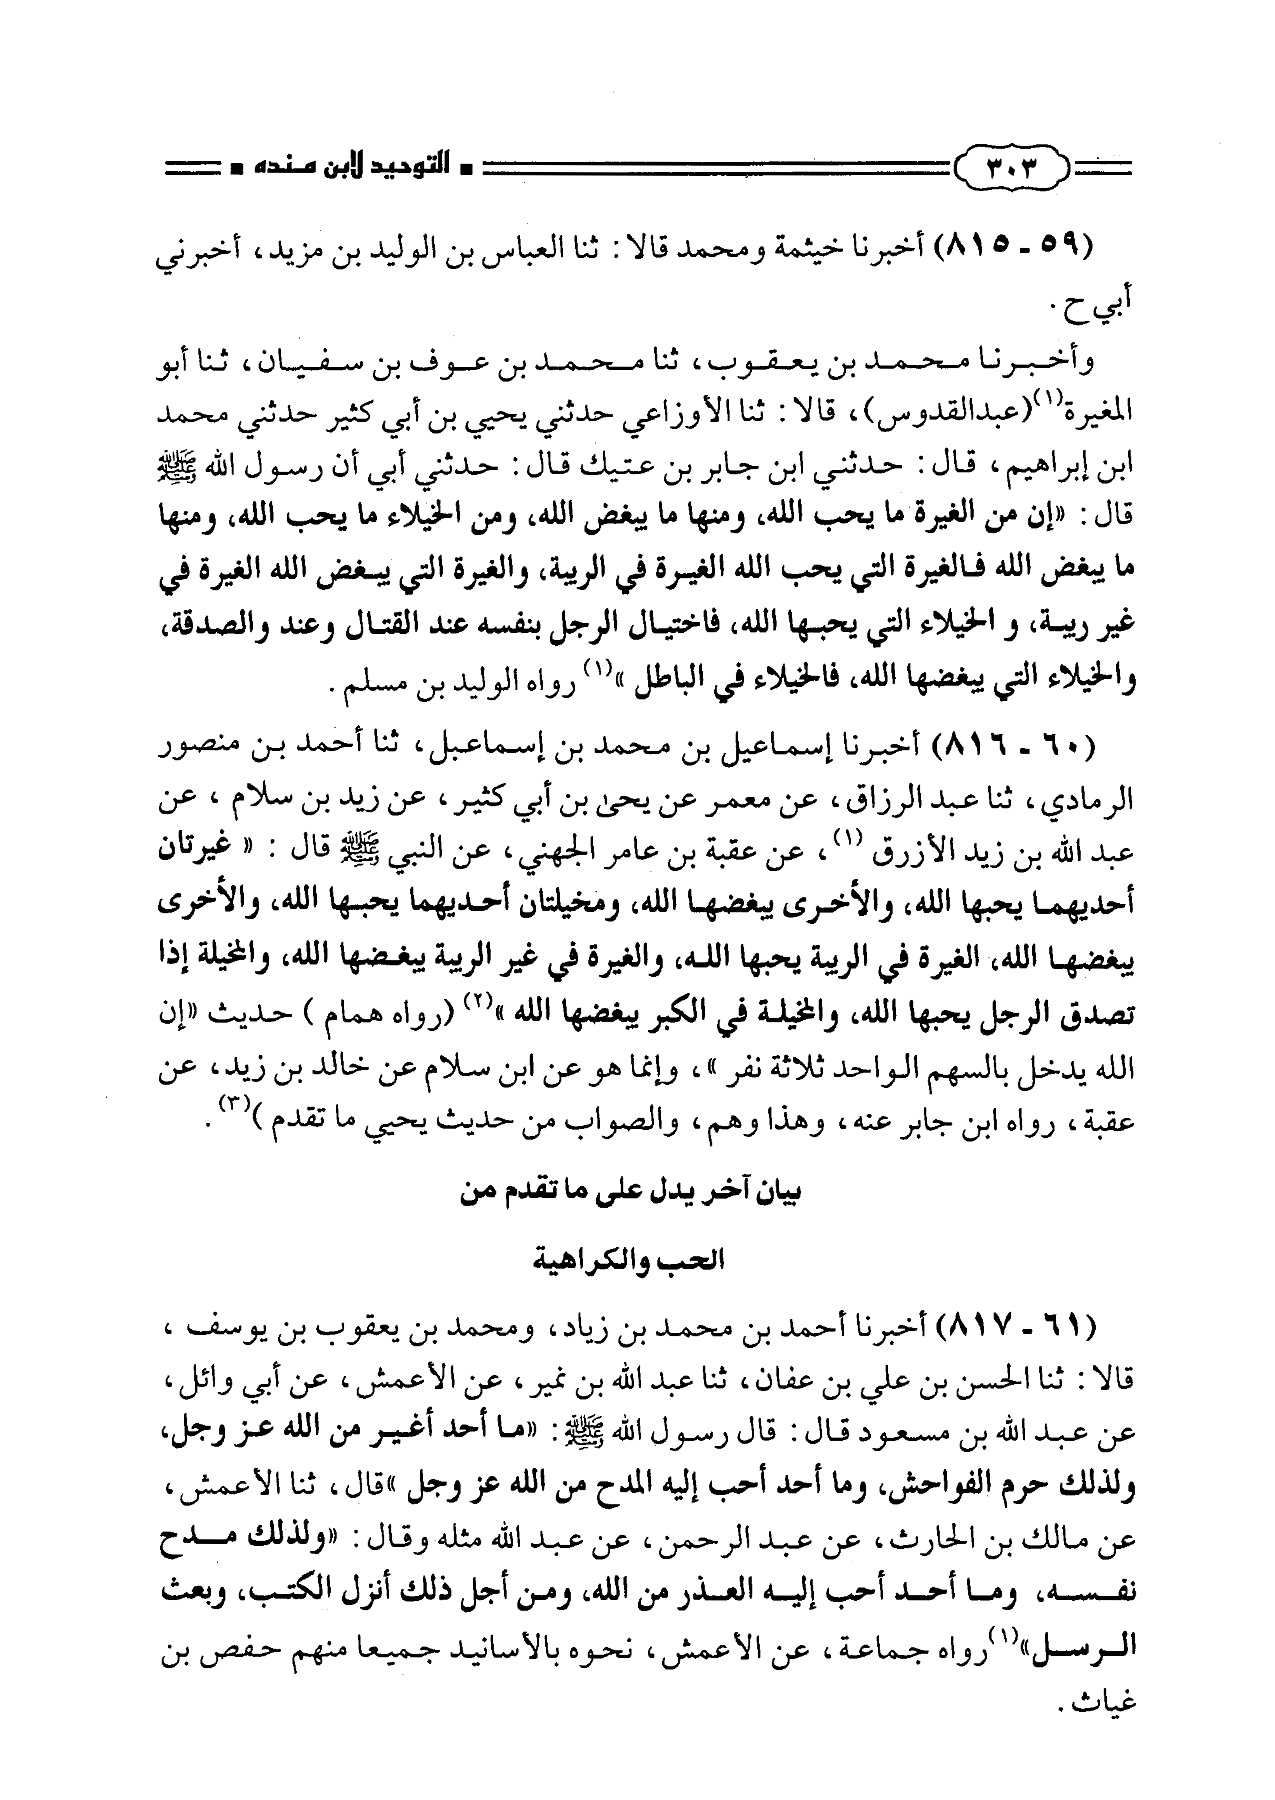 ٣٠٣ التوحيد لابن منده
(٥٩ - ٨١٥) أخبرنا خيثمة ومحمد قالا: ثنا العباس بن الوليد بن مزيد، أخبرني
أبي ح.
وأخبرنا محمد بن يعقوب، ثنا محمد بن عوف بن سفيان، ثنا أبو
المغيرة(١)(عبدالقدوس)، قالا: ثنا الأوزاعي حدثني يحيي بن أبي كثير حدثني محمد
ابن إبراهيم، قال: حدثني ابن جابر بن عتيك قال: حدثني أبي أن رسول الله ﷺ
قال: «إن من الغيرة ما يحب الله، ومنها ما يبغض الله، ومن الخيلاء ما يحب الله، ومنها
ما يبغض الله فالغيرة التي يحب الله الغيرة في الريبة، والغيرة التي يبغض الله الغيرة في
غير ريبة، و الخيلاء التي يحبها الله، فاختيال الرجل بنفسه عند القتال وعند والصدقة،
والخيلاء التي يبغضها الله، فالخيلاء في الباطل »(١) رواه الوليد بن مسلم.
(٦٠ - ٨١٦) أخبرنا إسماعيل بن محمد بن إسماعبل، ثنا أحمد بن منصور
الرمادي، ثنا عبد الرزاق، عن معمر عن يحىٰ بن أبي كثير، عن زيد بن سلام ، عن
عبد الله بن زيد الأزرق (١)، عن عقبة بن عامر الجهني، عن النبي ﷺ قال : « غيرتان
أحديهما يحبها الله، والأخرى يبغضها الله، ومخيلتان أحديهما يحبها الله، والأخرى
يبغضها الله، الغيرة في الريبة يحبها الله، والغيرة في غير الريبة يبغضها الله، والمخيلة إذا
تصدق الرجل يحبها الله، والمخيلة في الكبر يبغضها الله »(٢) (رواه همام ) حديث «إن
الله يدخل بالسهم الواحد ثلاثة نفر »، وإنما هو عن ابن سلام عن خالد بن زيد، عن
عقبة، رواه ابن جابر عنه، وهذا وهم، والصواب من حديث يحيي ما تقدم )(٣).
بيان آخر يدل على ما تقدم من
الحب والكراهية
(٦١ - ٨١٧) أخبرنا أحمد بن محمد بن زياد، ومحمد بن يعقوب بن يوسف ،
قالا: ثنا الحسن بن علي بن عفان، ثنا عبد الله بن نمير، عن الأعمش، عن أبي وائل،
عن عبد الله بن مسعود قال: قال رسول الله ﷺ: «ما أحد أغير من الله عز وجل،
ولذلك حرم الفواحش، وما أحد أحب إليه المدح من الله عز وجل »قال، ثنا الأعمش،
عن مالك بن الحارث، عن عبد الرحمن، عن عبد الله مثله وقال: «ولذلك مدح
نفسه، وما أحد أحب إليه العذر من الله، ومن أجل ذلك أنزل الكتب، وبعث
الرسل»(١)رواه جماعة، عن الأعمش، نحوه بالأسانيد جميعا منهم حفص بن
غياث .